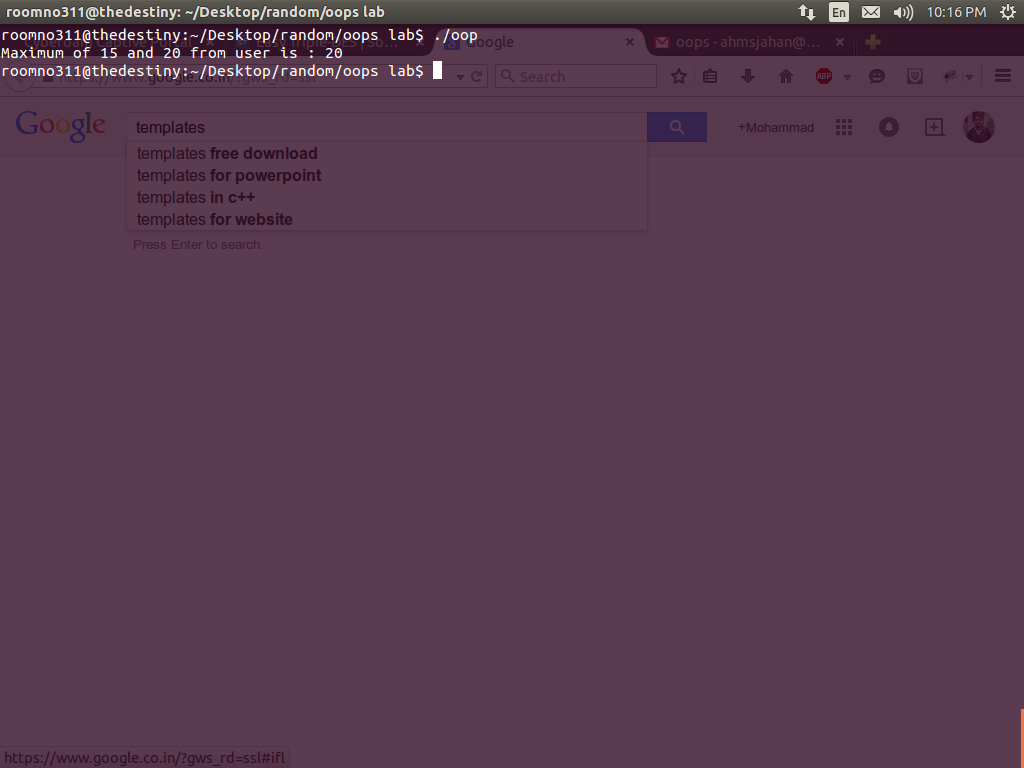 roomno311@thedestiny: ~/Desktop/random/oops lab En 10:16 PM
roomno311@thedestiny:~/Desktop/random/oops lab$ ./oop
Maximum of 15 and 20 from user is : 20
roomno311@thedestiny:~/Desktop/random/oops lab$
Google
oops - ahmsjahan@...
Search
ABP
Google
templates
+Mohammad
templates free download
templates for powerpoint
templates in c++
templates for website
Press Enter to search.
https://www.google.co.in/?gws_rd=ssl#ifl